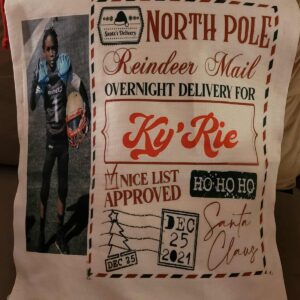 Santa's Delivery
NORTH POLE
Reindeer Mail
OVERNIGHT DELIVERY FOR
Ky'Rie
NICE LIST
APPROVED
HO HO HO
DEC 25
DEC
25
2021
Santa
Claus